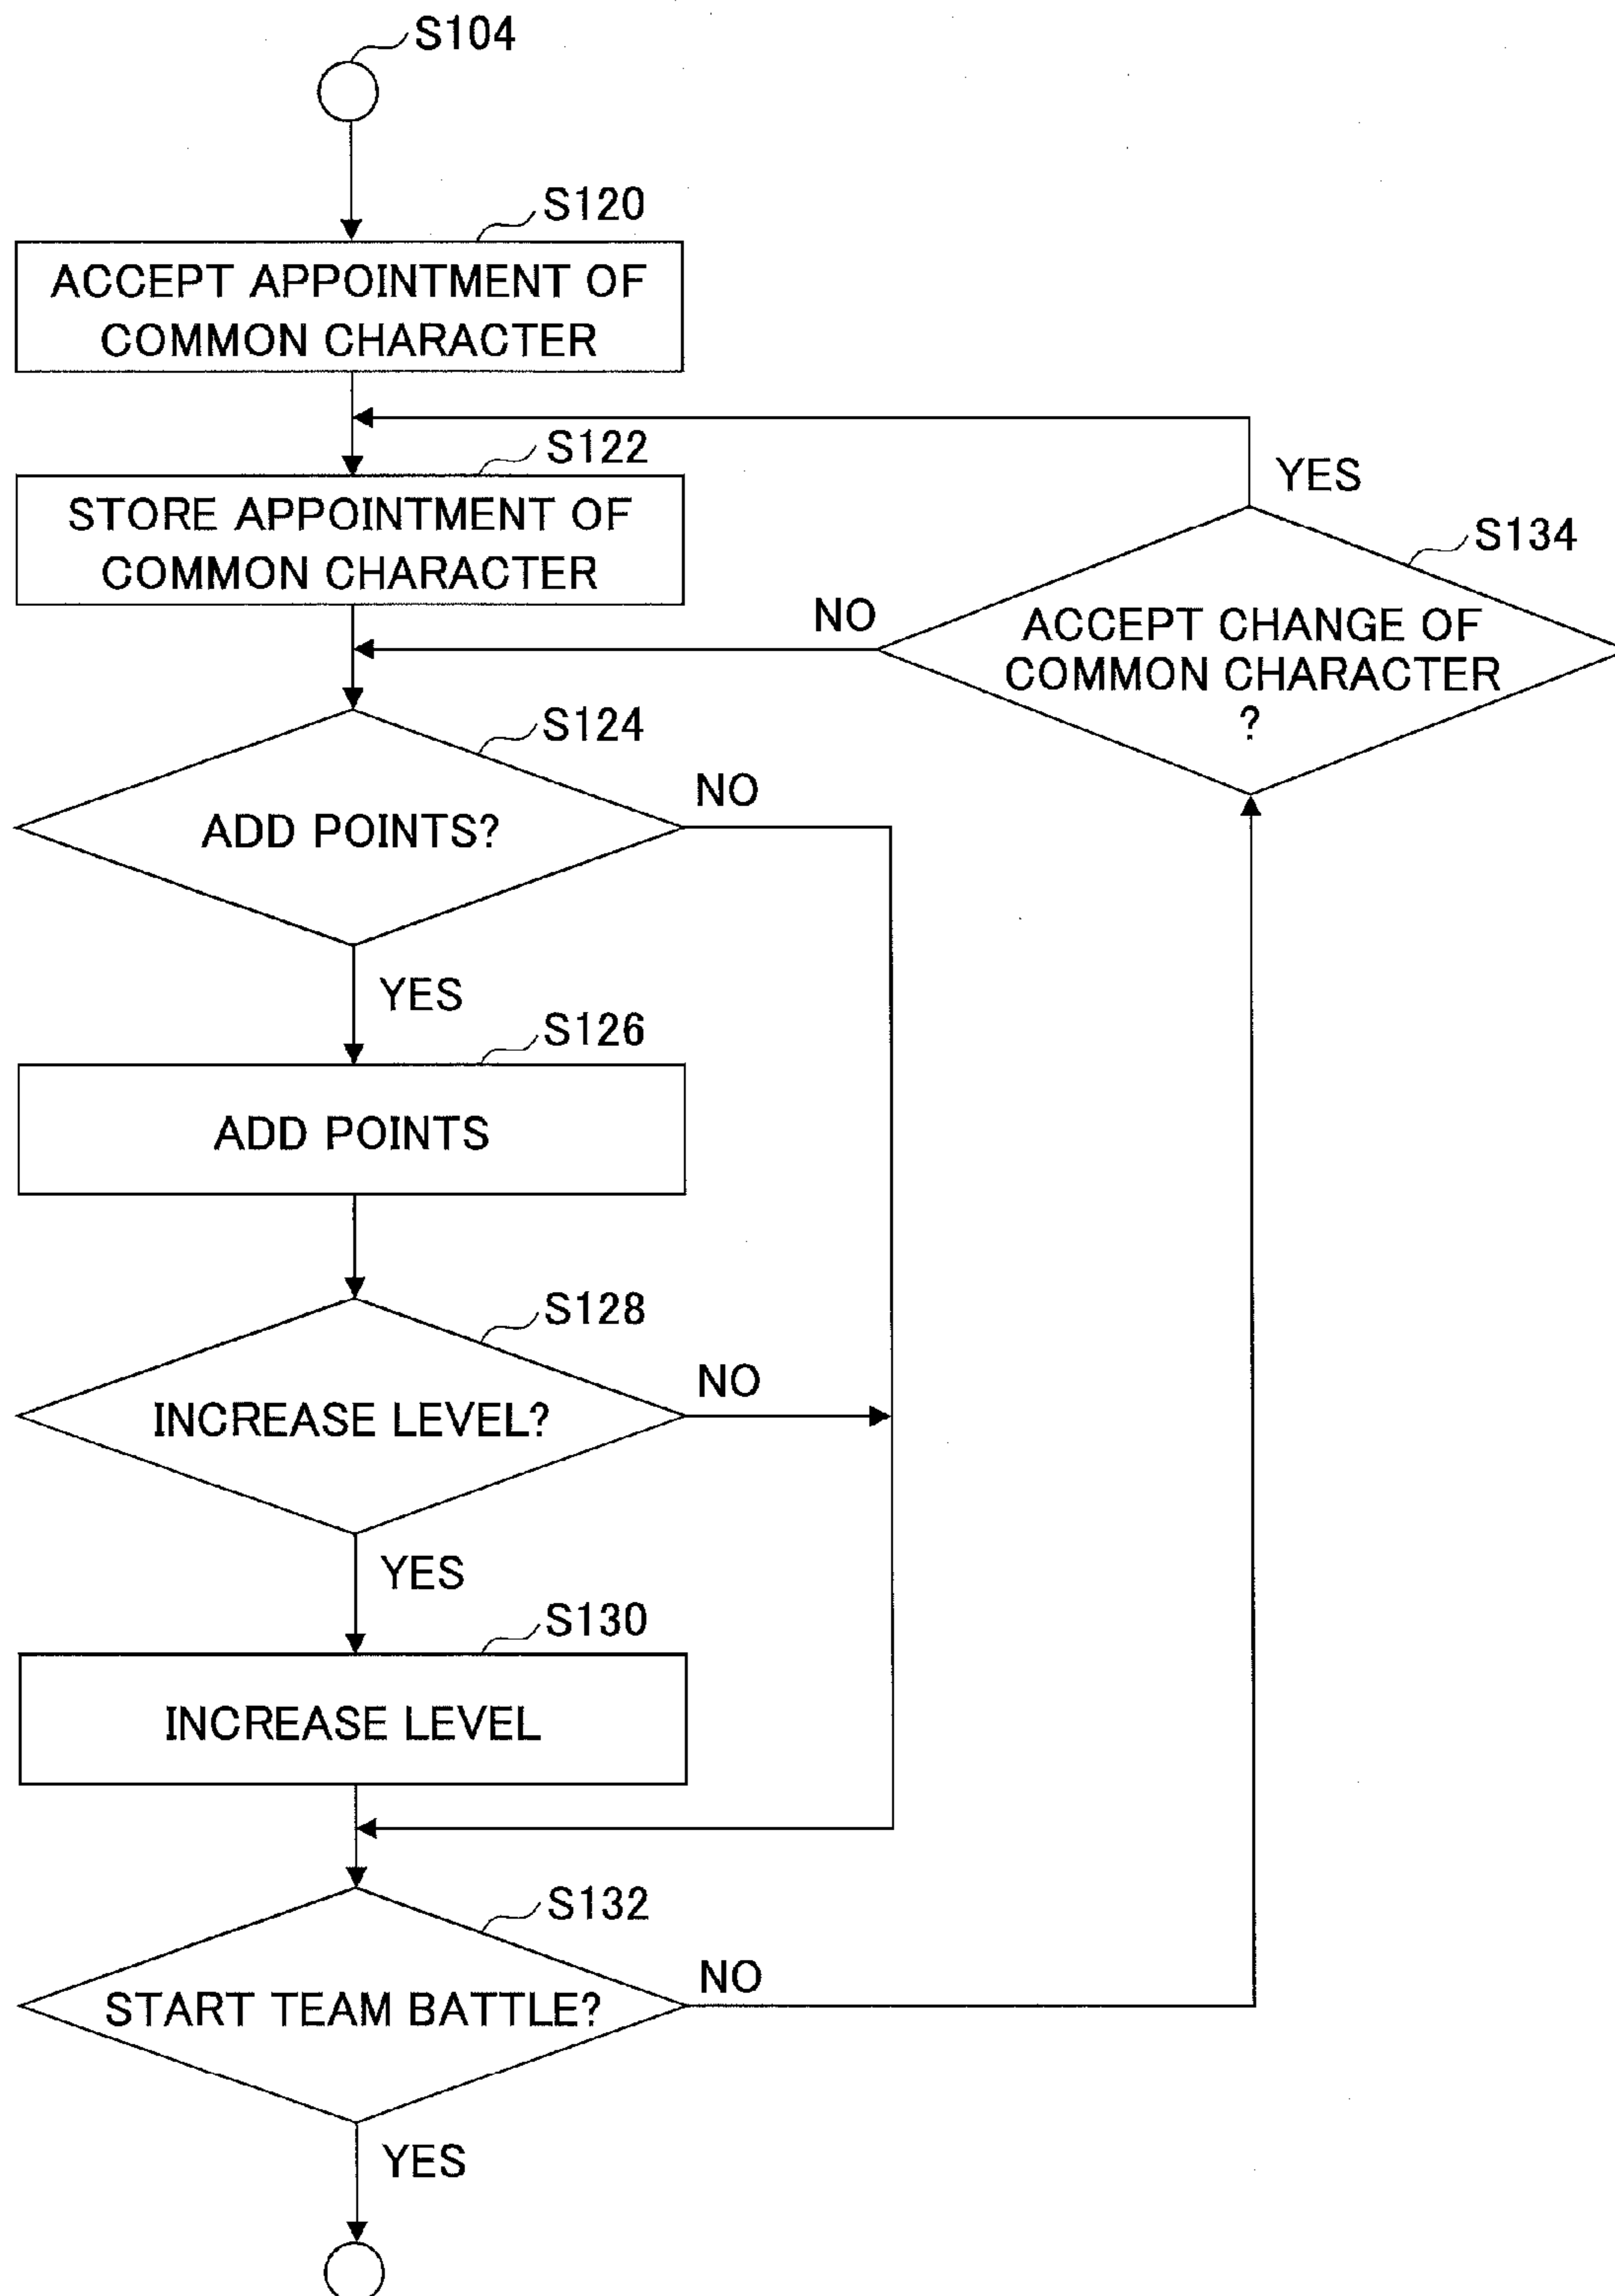 S104
S120
ACCEPT APPOINTMENT OF
COMMON CHARACTER
S122
STORE APPOINTMENT OF
COMMON CHARACTER
YES
S134
NO
ACCEPT CHANGE OF
COMMON CHARACTER
?
S124
NO
ADD POINTS?
YES
S126
ADD POINTS
S128
NO
INCREASE LEVEL?
YES
S130
INCREASE LEVEL
S132
NO
START TEAM BATTLE?
YES